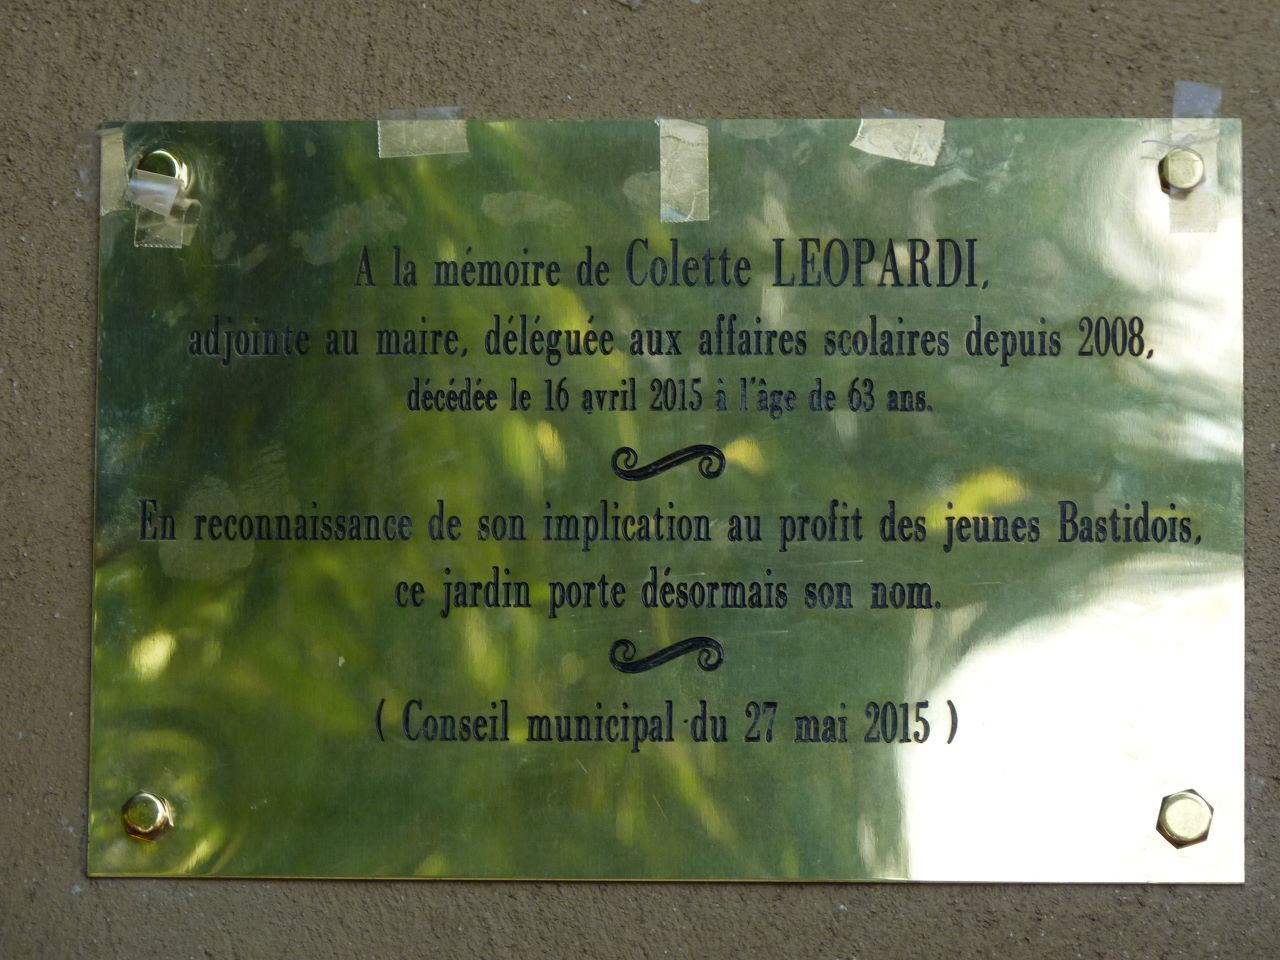 A la mémoire de Colette LEOPARDI,
adjointe au maire, déléguée aux affaires scolaires depuis 2008,
décédée le 16 avril 2015 à l'âge de 63 ans.
En reconnaissance de son implication au profit des jeunes Bastidois,
ce jardin porte désormais son nom.
( Conseil municipal du 27 mai 2015 )